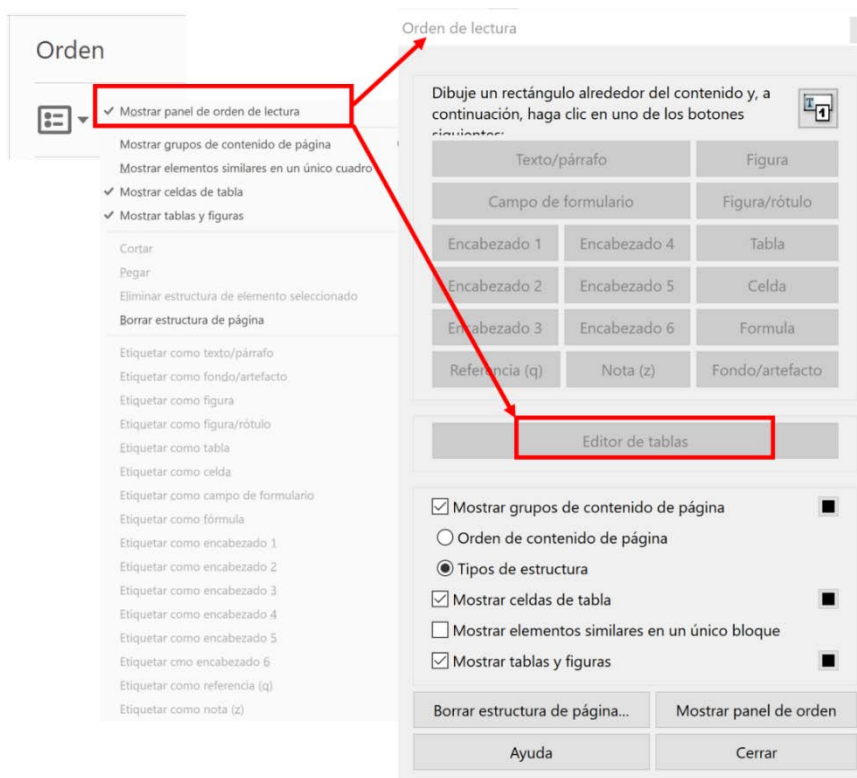 Orden
Mostrar panel de orden de lectura
Mostrar grupos de contenido de página
Mostrar elementos similares en un único cuadro
Mostrar celdas de tabla
Mostrar tablas y figuras
Cortar
Pegar
Eliminar estructura de elemento seleccionado
Borrar estructura de página
Etiquetar como texto/párrafo
Etiquetar como fondo/artefacto
Etiquetar como figura
Etiquetar como figura/rótulo
Etiquetar como tabla
Etiquetar como celda
Etiquetar como campo de formulario
Etiquetar como fórmula
Etiquetar como encabezado 1
Etiquetar como encabezado 2
Etiquetar como encabezado 3
Etiquetar como encabezado 4
Etiquetar como encabezado 5
Etiquetar cmo encabezado 6
Etiquetar como referencia (q)
Etiquetar como nota (z)
Orden de lectura
Dibuje un rectángulo alrededor del contenido y, a
continuación, haga clic en uno de los botones
siguientes:
Texto/párrafo
Figura
Campo de formulario
Figura/rótulo
Encabezado 1
Encabezado 4
Tabla
Encabezado 2
Encabezado 5
Celda
Encabezado 3
Encabezado 6
Formula
Referencia (q)
Nota (z)
Fondo/artefacto
Editor de tablas
Mostrar grupos de contenido de página
Orden de contenido de página
Tipos de estructura
Mostrar celdas de tabla
Mostrar elementos similares en un único bloque
Mostrar tablas y figuras
Borrar estructura de página...
Mostrar panel de orden
Ayuda
Cerrar